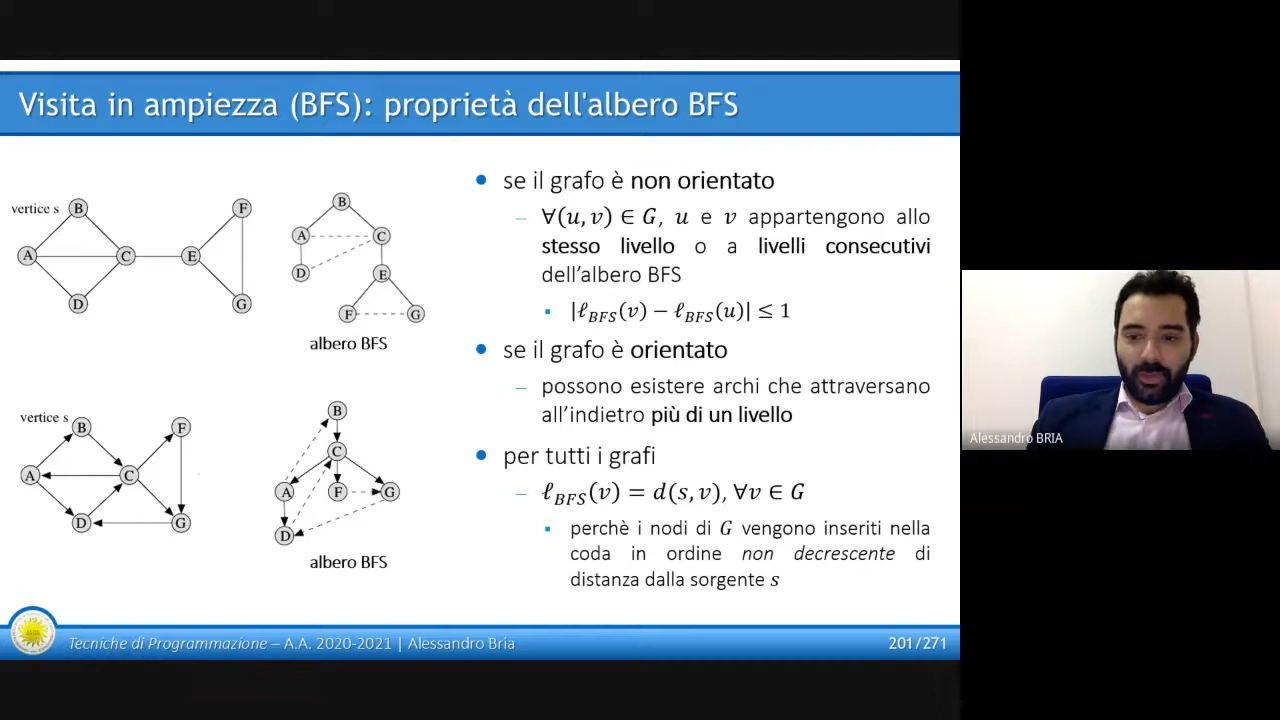 Visita in ampiezza (BFS): proprietà dell'albero BFS
vertice s
B
F
A
C
E
D
G
B
A
C
D
E
F
G
albero BFS
vertice s
B
F
A
C
D
G
B
C
A
F
G
D
albero BFS
• se il grafo è non orientato
– ∀(u, v) ∈ G, u e v appartengono allo
stesso livello o a livelli consecutivi
dell’albero BFS
▪ |ℓ_BFS(v) − ℓ_BFS(u)| ≤ 1
• se il grafo è orientato
– possono esistere archi che attraversano
all’indietro più di un livello
• per tutti i grafi
– ℓ_BFS(v) = d(s, v), ∀v ∈ G
▪ perchè i nodi di G vengono inseriti nella
coda in ordine non decrescente di
distanza dalla sorgente s
Tecniche di Programmazione – A.A. 2020-2021 | Alessandro Bria
201/271
Alessandro BRIA